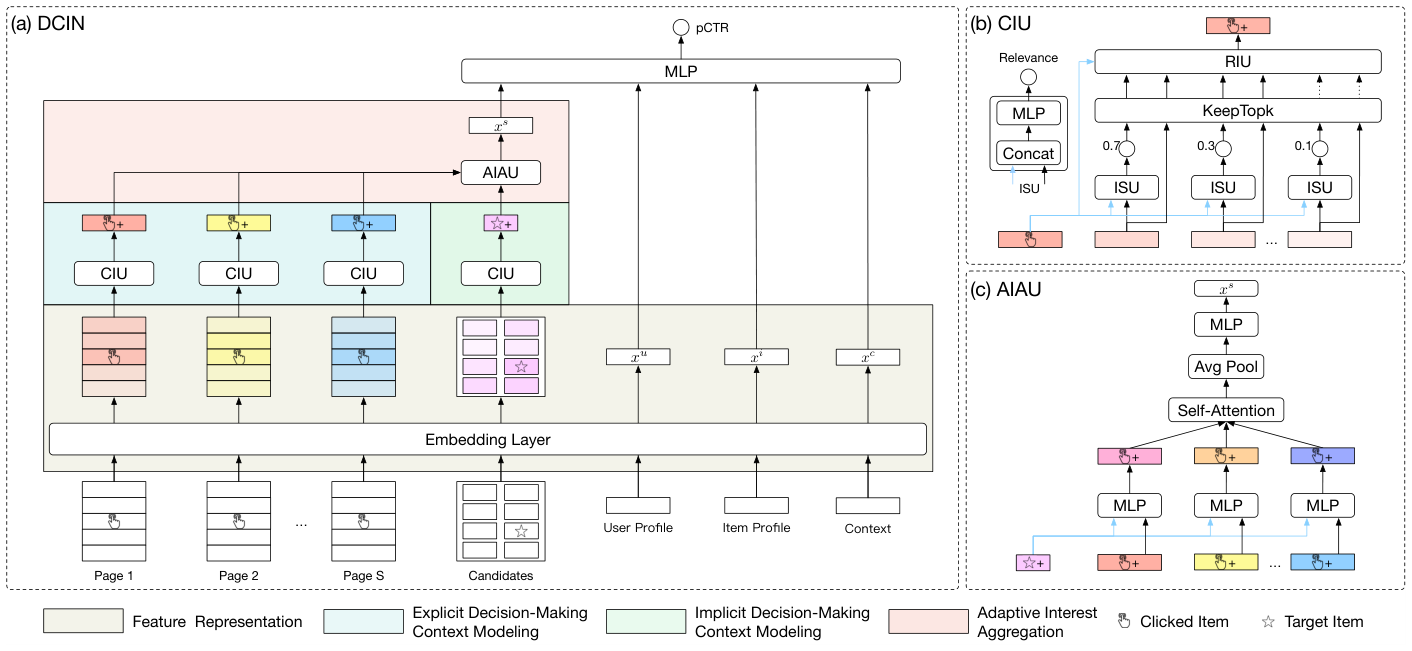 (a) DCIN
pCTR
MLP
x^s
AIAU
+ + + +
CIU CIU CIU CIU
x^u x^i x^c
Embedding Layer
...
User Profile Item Profile Context
Page 1 Page 2 Page S Candidates
(b) CIU
+
Relevance
RIU
MLP
KeepTopk
Concat
0.7 0.3 0.1
ISU
ISU ISU ISU
...
(c) AIAU
x^s
MLP
Avg Pool
Self-Attention
+ + +
MLP MLP MLP
+ + + ... +
Feature Representation
Explicit Decision-Making
Context Modeling
Implicit Decision-Making
Context Modeling
Adaptive Interest
Aggregation
Clicked Item
Target Item